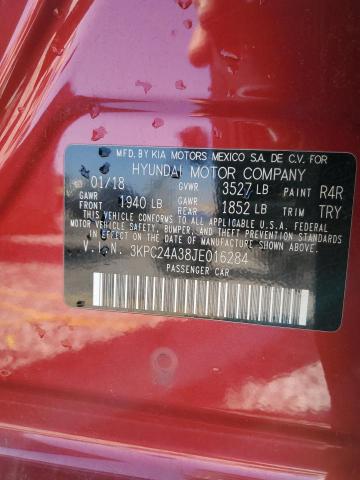 MFD. BY KIA MOTORS MEXICO S.A. DE C.V. FOR
HYUNDAI MOTOR COMPANY
01/18 GVWR 3527 LB PAINT R4R
GAWR FRONT 1940 LB GAWR REAR 1852 LB TRIM TRY
THIS VEHICLE CONFORMS TO ALL APPLICABLE U.S.A. FEDERAL
MOTOR VEHICLE SAFETY, BUMPER, AND THEFT PREVENTION STANDARDS
IN EFFECT ON THE DATE OF MANUFACTURE SHOWN ABOVE.
V.I.N. 3KPC24A38JE016284
PASSENGER CAR